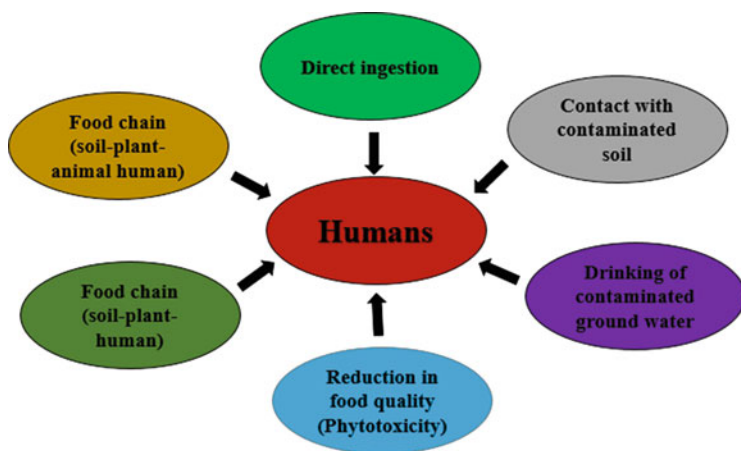 Direct ingestion
Food chain
(soil-plant-
animal human)
Contact with
contaminated
soil
Humans
Food chain
(soil-plant-
human)
Drinking of
contaminated
ground water
Reduction in
food quality
(Phytotoxicity)